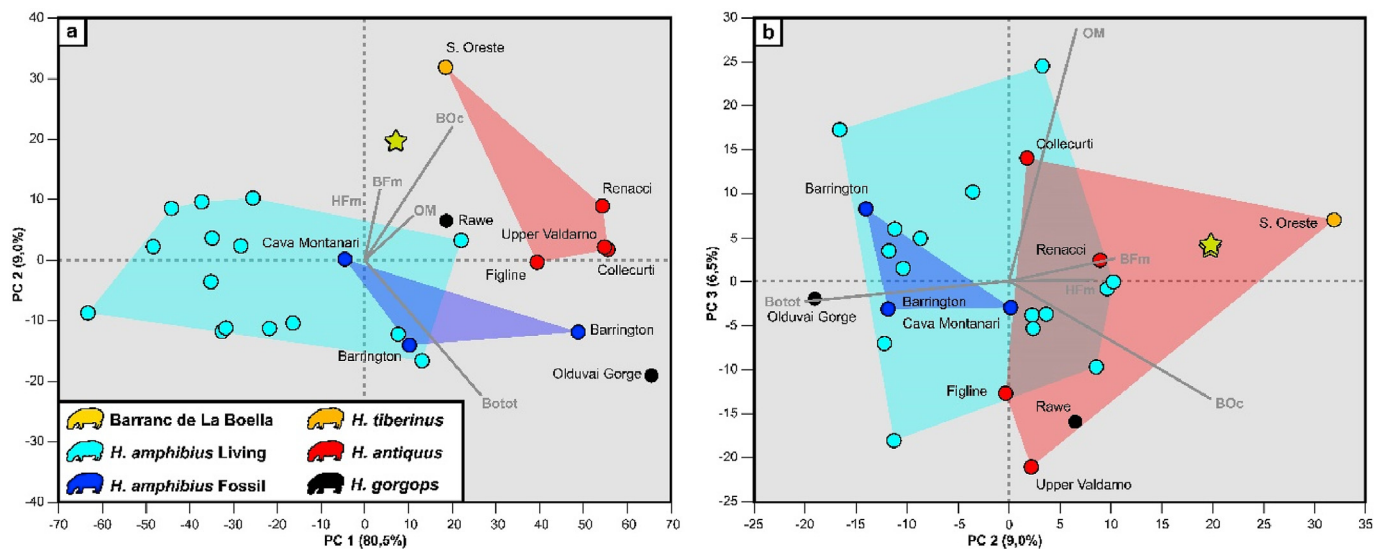 a
40
30
20
10
0
-10
-20
-30
-40
PC 2 (9,0%)
S. Oreste
BOc
BFm
HFm
OM
Rawe
Renacci
Cava Montanari
Upper Valdarno
Figline
Collecurti
Barrington
Barrington
Olduvai Gorge
Botot
Barranc de La Boella
H. tiberinus
H. amphibius Living
H. antiquus
H. amphibius Fossil
H. gorgops
-70 -60 -50 -40 -30 -20 -10 0 10 20 30 40 50 60 70
PC 1 (80,5%)
b
30
25
20
15
10
5
0
-5
-10
-15
-20
-25
PC 3 (6,5%)
OM
Collecurti
Barrington
S. Oreste
Renacci
BFm
HFm
Botot
Olduvai Gorge
Barrington
Cava Montanari
Figline
BOc
Rawe
Upper Valdarno
-25 -20 -15 -10 -5 0 5 10 15 20 25 30 35
PC 2 (9,0%)